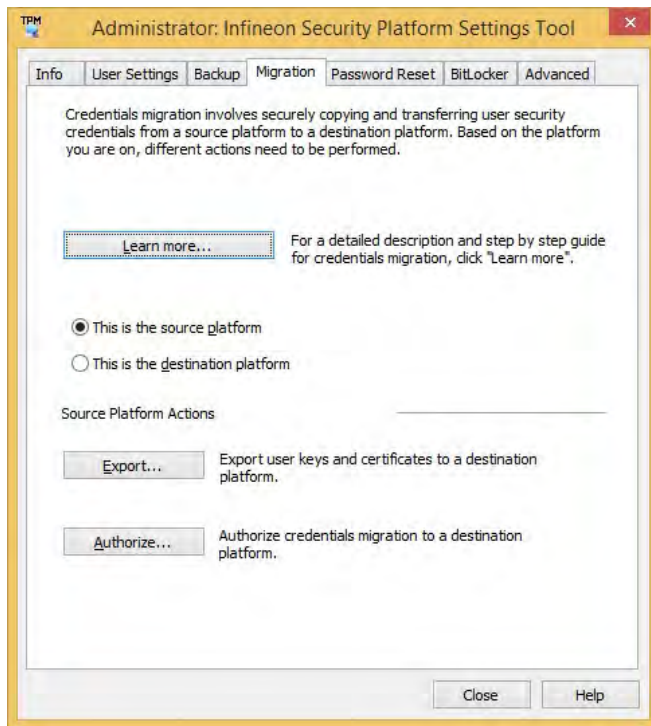 TPM
Administrator: Infineon Security Platform Settings Tool
Info User Settings Backup Migration Password Reset BitLocker Advanced
Credentials migration involves securely copying and transferring user security
credentials from a source platform to a destination platform. Based on the platform
you are on, different actions need to be performed.
Learn more...
For a detailed description and step by step guide
for credentials migration, click "Learn more".
This is the source platform
This is the destination platform
Source Platform Actions
Export...
Export user keys and certificates to a destination
platform.
Authorize...
Authorize credentials migration to a destination
platform.
Close Help